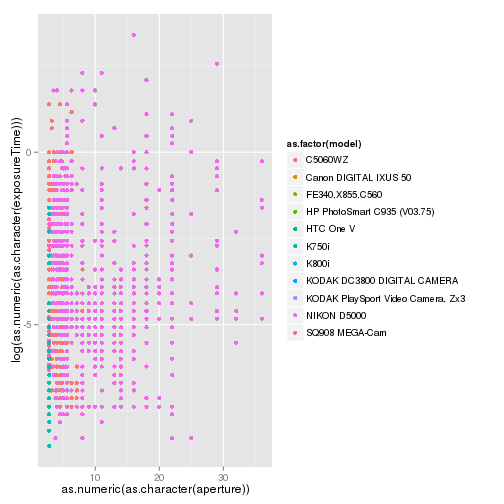 log(as.numeric(as.character(exposureTime)))
0
-5
10
20
30
as.numeric(as.character(aperture))
as.factor(model)
C5060WZ
Canon DIGITAL IXUS 50
FE340,X855,C560
HP PhotoSmart C935 (V03.75)
HTC One V
K750i
K800i
KODAK DC3800 DIGITAL CAMERA
KODAK PlaySport Video Camera, Zx3
NIKON D5000
SQ908 MEGA-Cam